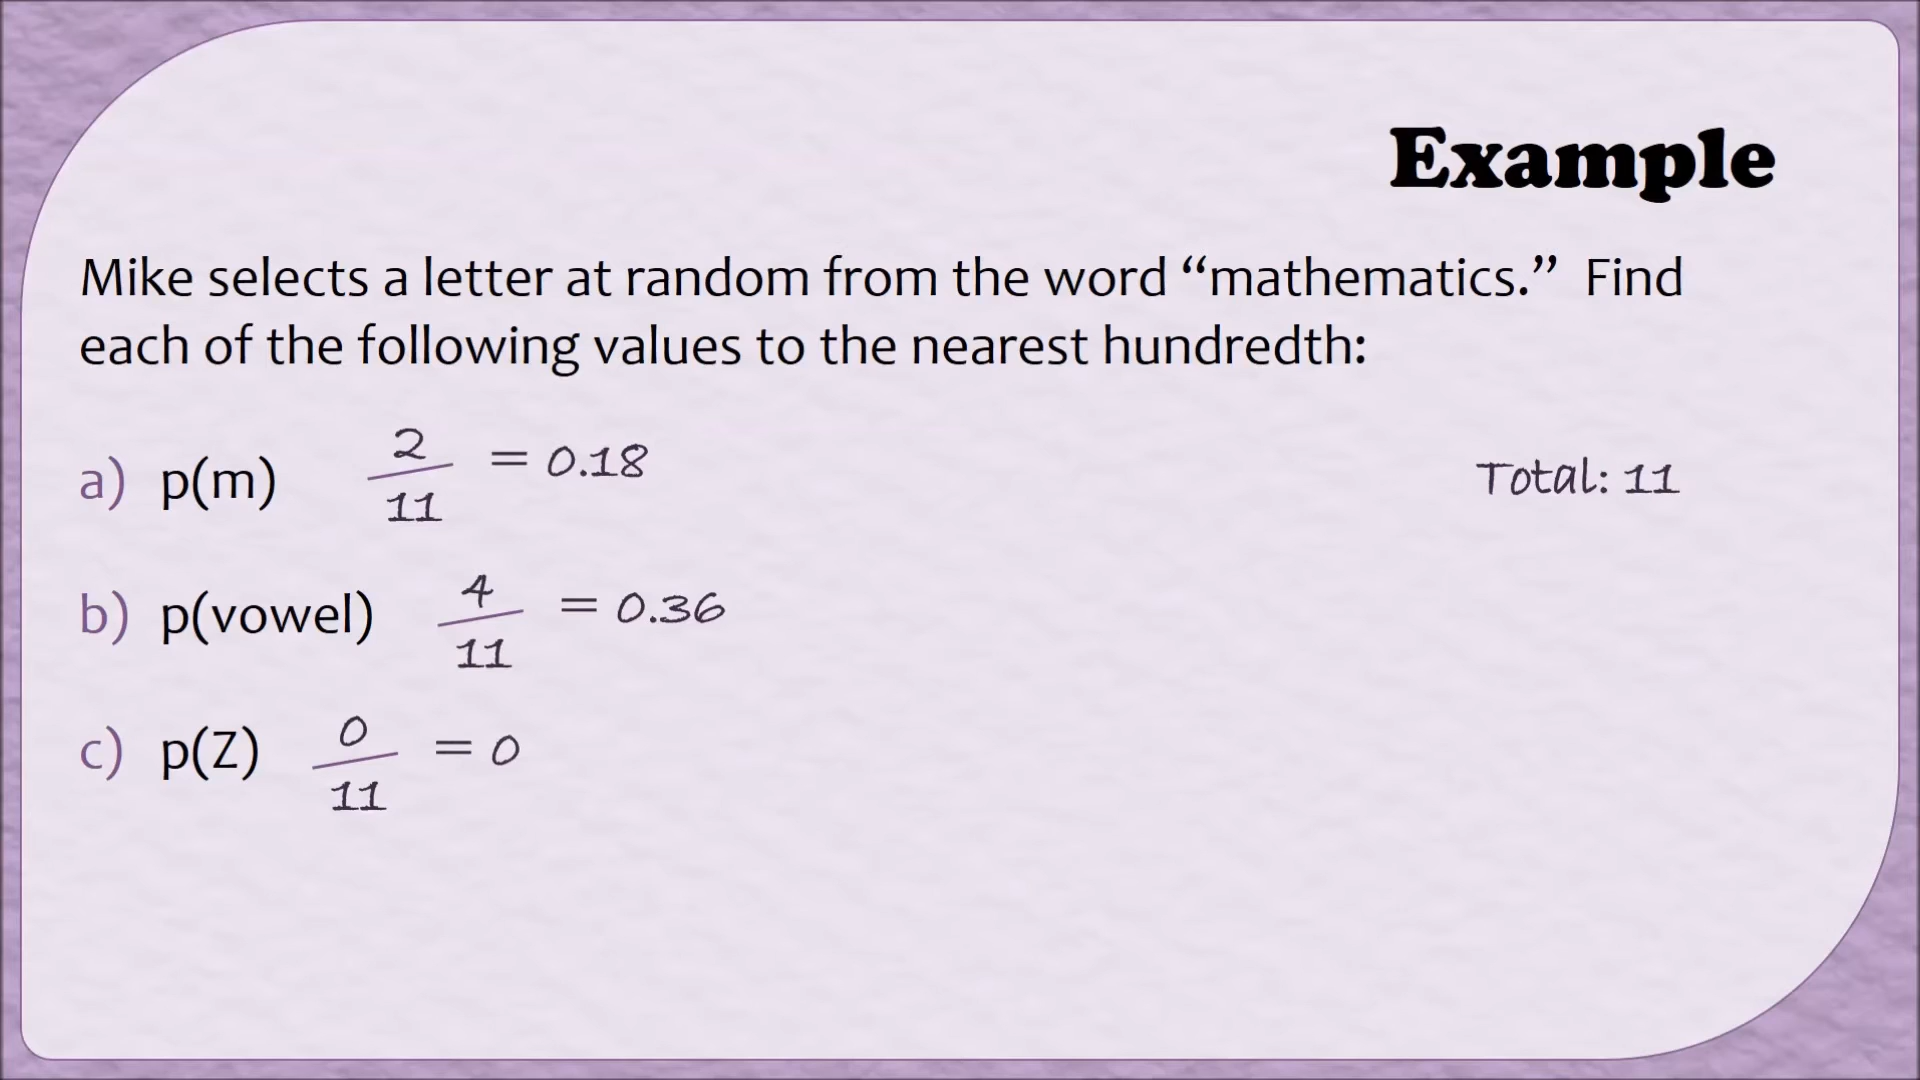 Example
Mike selects a letter at random from the word “mathematics.” Find
each of the following values to the nearest hundredth:
a) p(m) 2/11 = 0.18
Total: 11
b) p(vowel) 4/11 = 0.36
c) p(Z) 0/11 = 0